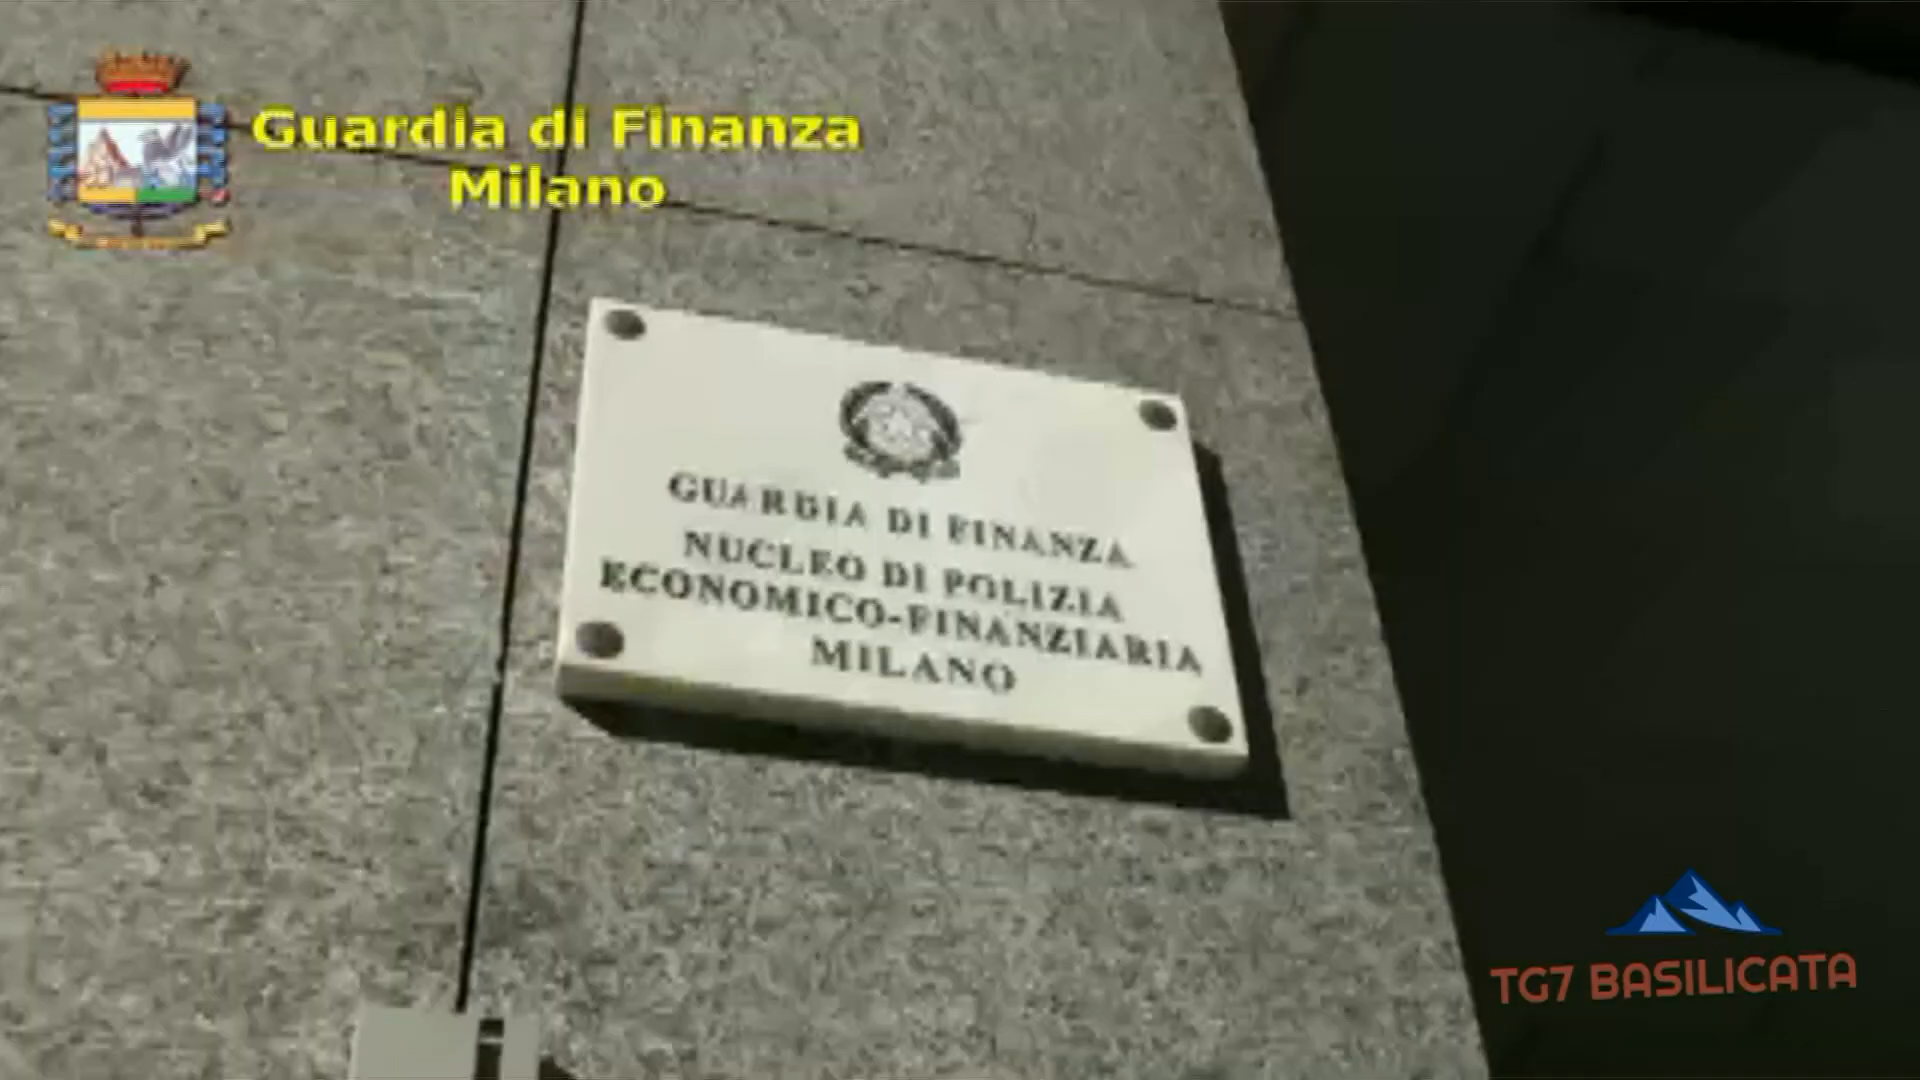 Guardia di Finanza
Milano
GUARDIA DI FINANZA
NUCLEO DI POLIZIA
ECONOMICO-FINANZIARIA
MILANO
TG7 BASILICATA